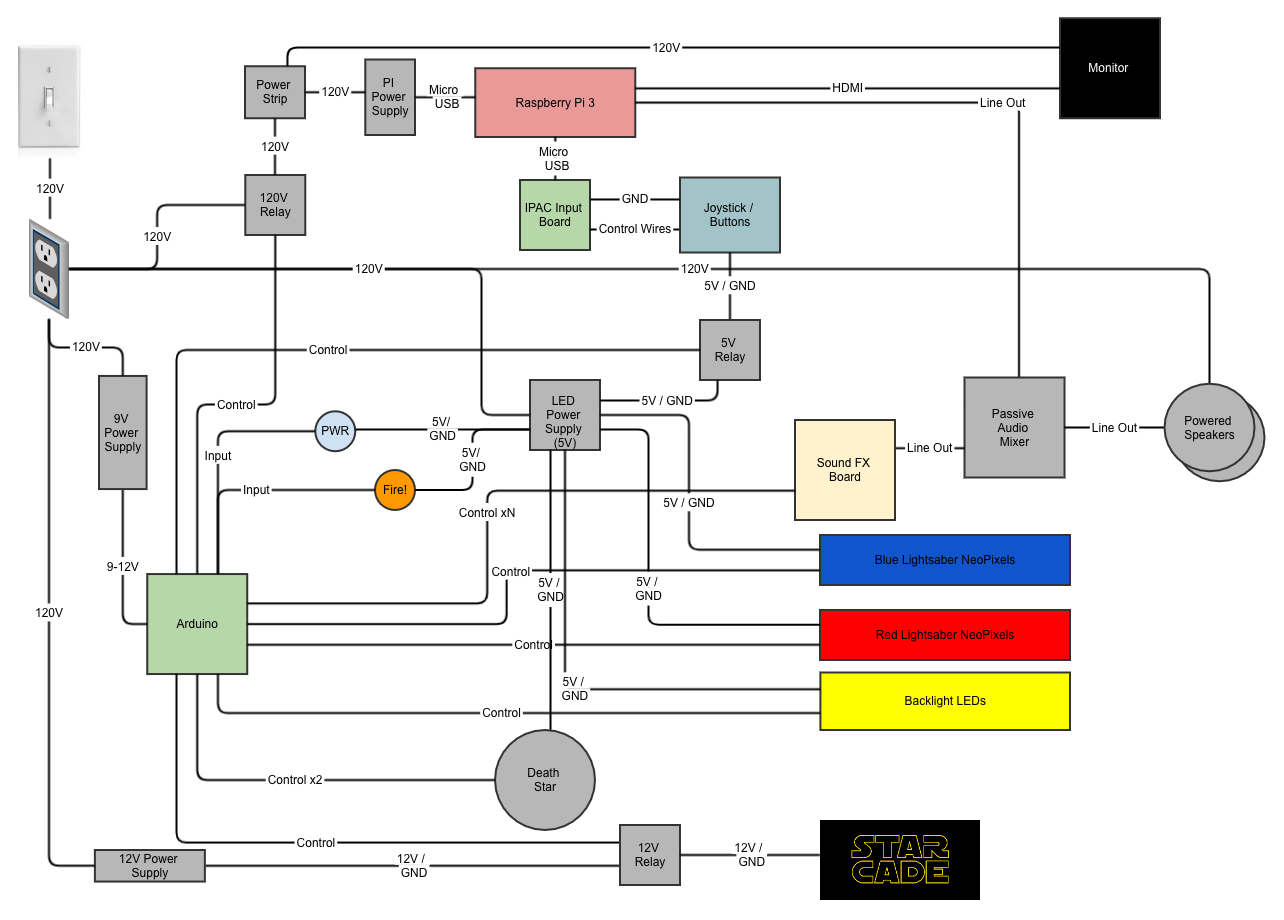 120V
Monitor
Power
Strip
120V
PI
Power
Supply
Micro
USB
Raspberry Pi 3
HDMI
Line Out
120V
Micro
USB
120V
120V
Relay
IPAC Input
Board
GND
Control Wires
Joystick /
Buttons
120V
120V
120V
5V / GND
120V
Control
5V
Relay
9V
Power
Supply
Control
PWR
5V/
GND
LED
Power
Supply
(5V)
5V / GND
Passive
Audio
Mixer
Line Out
Powered
Speakers
Input
5V/
GND
Sound FX
Board
Line Out
Input
Fire!
Control xN
5V / GND
9-12V
Control
5V /
GND
5V /
GND
Blue Lightsaber NeoPixels
120V
Arduino
Control
Red Lightsaber NeoPixels
5V /
GND
Backlight LEDs
Control
Control x2
Death
Star
Control
12V Power
Supply
12V /
GND
12V
Relay
12V /
GND
STAR
CADE